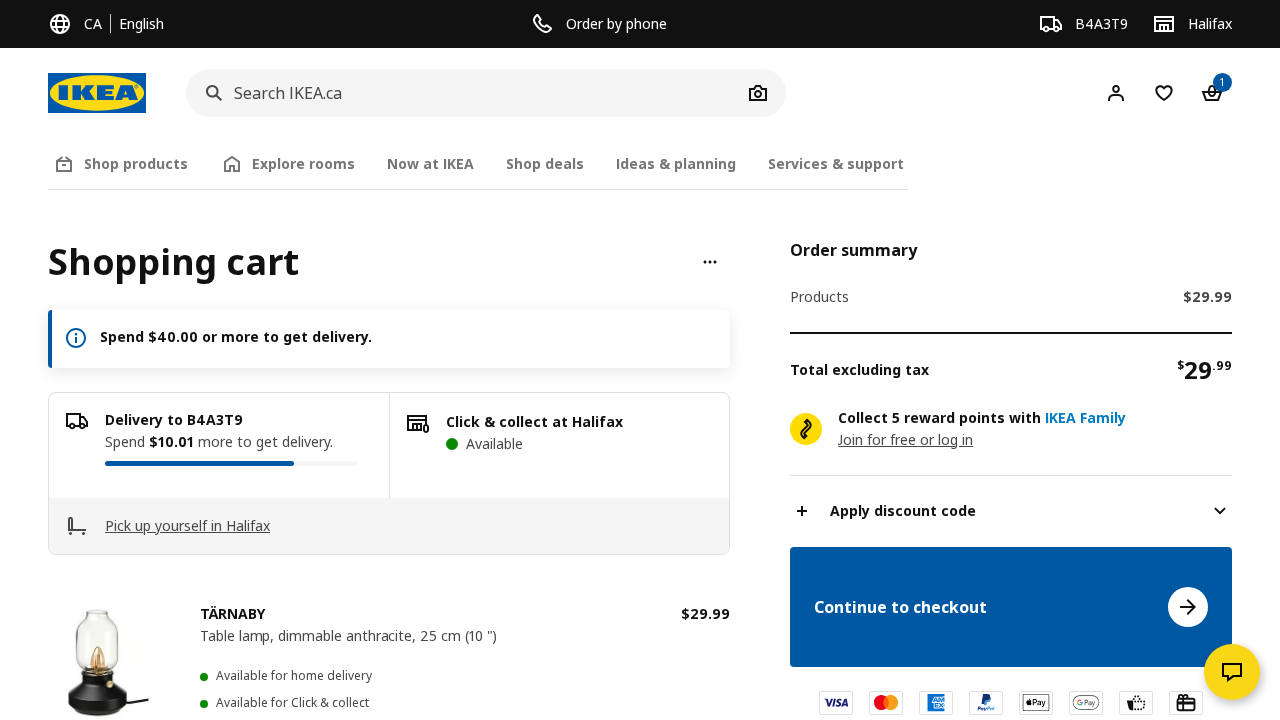 CA English
Order by phone
B4A3T9
Halifax
IKEA
Search IKEA.ca
1
Shop products
Explore rooms
Now at IKEA
Shop deals
Ideas & planning
Services & support
Shopping cart
Spend $40.00 or more to get delivery.
Delivery to B4A3T9
Spend $10.01 more to get delivery.
Click & collect at Halifax
Available
Pick up yourself in Halifax
TÄRNABY
$29.99
Table lamp, dimmable anthracite, 25 cm (10 ")
Available for home delivery
Available for Click & collect
Order summary
Products
$29.99
Total excluding tax
$29.99
Collect 5 reward points with IKEA Family
Join for free or log in
Apply discount code
Continue to checkout
VISA
AMEX
PayPal
Pay
G Pay